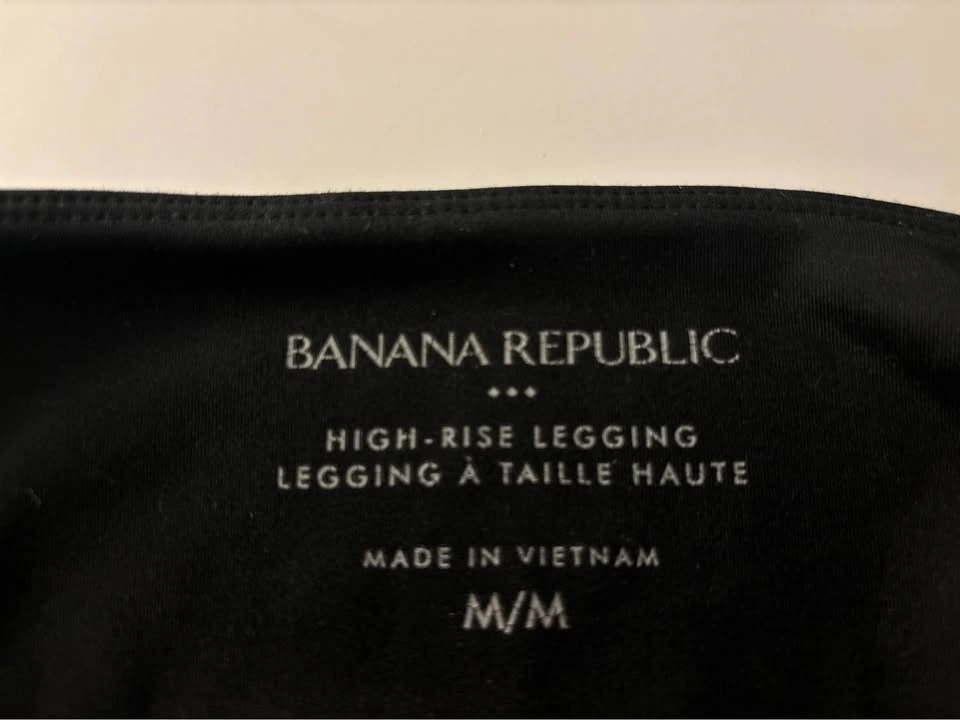 BANANA REPUBLIC
•••
HIGH-RISE LEGGING
LEGGING À TAILLE HAUTE
MADE IN VIETNAM
M/M